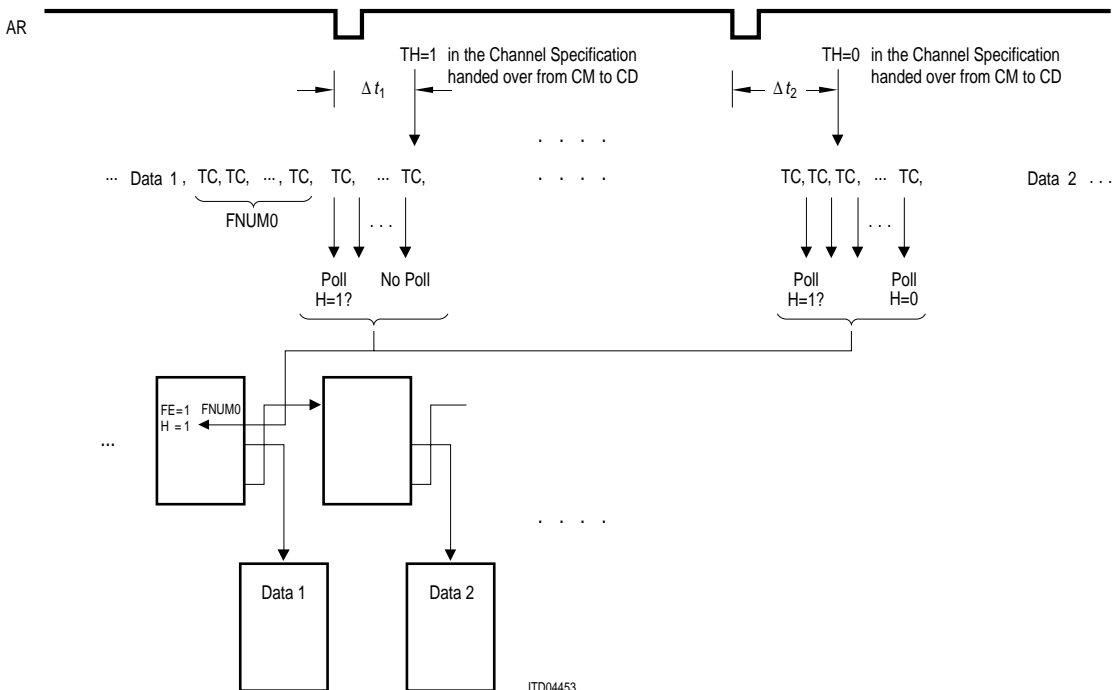 AR
TH=1 in the Channel Specification
handed over from CM to CD
TH=0 in the Channel Specification
handed over from CM to CD
Δt1
Δt2
. . . .
... Data 1 , TC, TC, ..., TC, TC, ... TC,
. . . .
TC, TC, TC, ... TC,
Data 2 . . .
FNUM0
. . .
. . .
Poll
H=1?
No Poll
Poll
H=1?
Poll
H=0
FE=1 FNUM0
H =1
...
. . . .
Data 1
Data 2
ITD04453